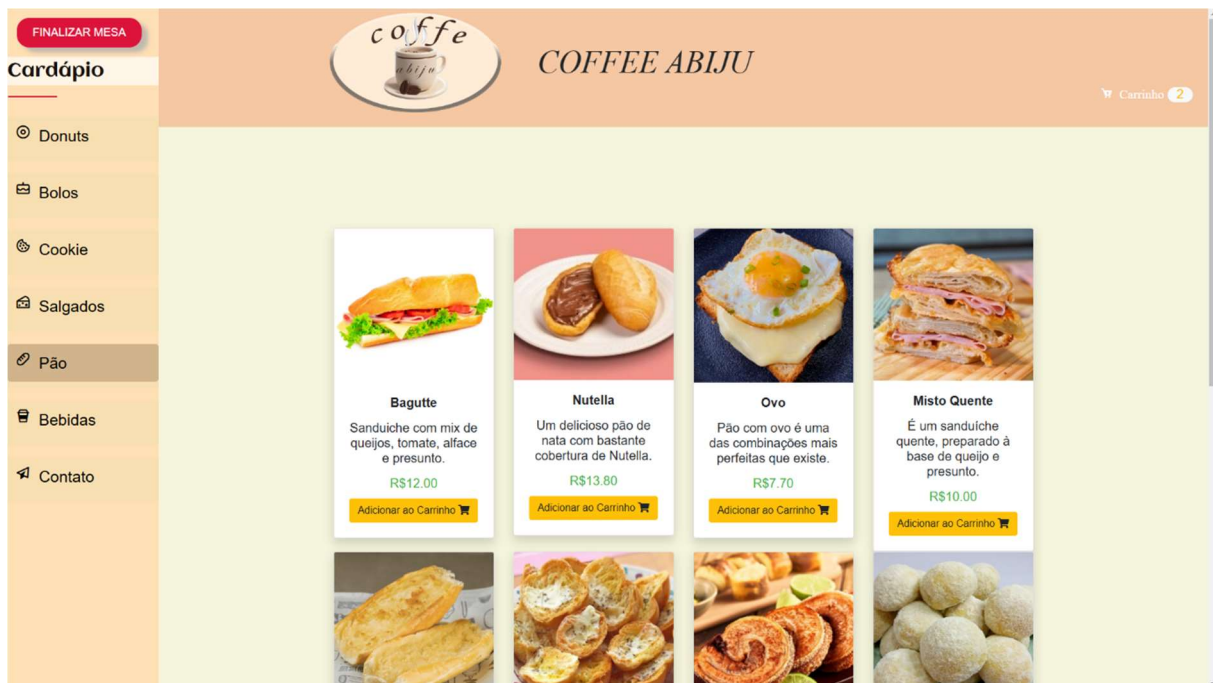 FINALIZAR MESA
Cardápio
Donuts
Bolos
Cookie
Salgados
Pão
Bebidas
Contato
coffe
abiju
COFFEE ABIJU
Carrinho 2
Bagutte
Sanduiche com mix de
queijos, tomate, alface
e presunto.
R$12.00
Adicionar ao Carrinho
Nutella
Um delicioso pão de
nata com bastante
cobertura de Nutella.
R$13.80
Adicionar ao Carrinho
Ovo
Pão com ovo é uma
das combinações mais
perfeitas que existe.
R$7.70
Adicionar ao Carrinho
Misto Quente
É um sanduíche
quente, preparado à
base de queijo e
presunto.
R$10.00
Adicionar ao Carrinho